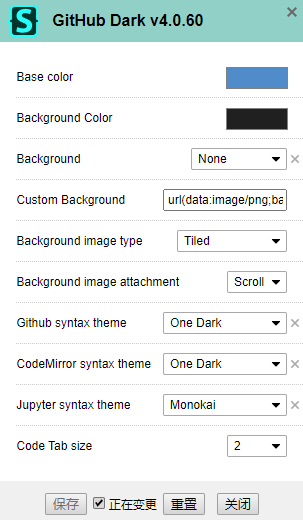 GitHub Dark v4.0.60
Base color
Background Color
Background None
Custom Background url(data:image/png;ba
Background image type Tiled
Background image attachment Scroll
Github syntax theme One Dark
CodeMirror syntax theme One Dark
Jupyter syntax theme Monokai
Code Tab size 2
保存 正在变更 重置 关闭